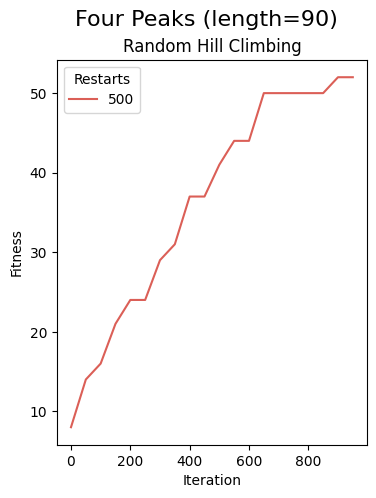 Four Peaks (length=90)
Random Hill Climbing
Restarts
500
50
40
30
20
10
Fitness
0 200 400 600 800
Iteration